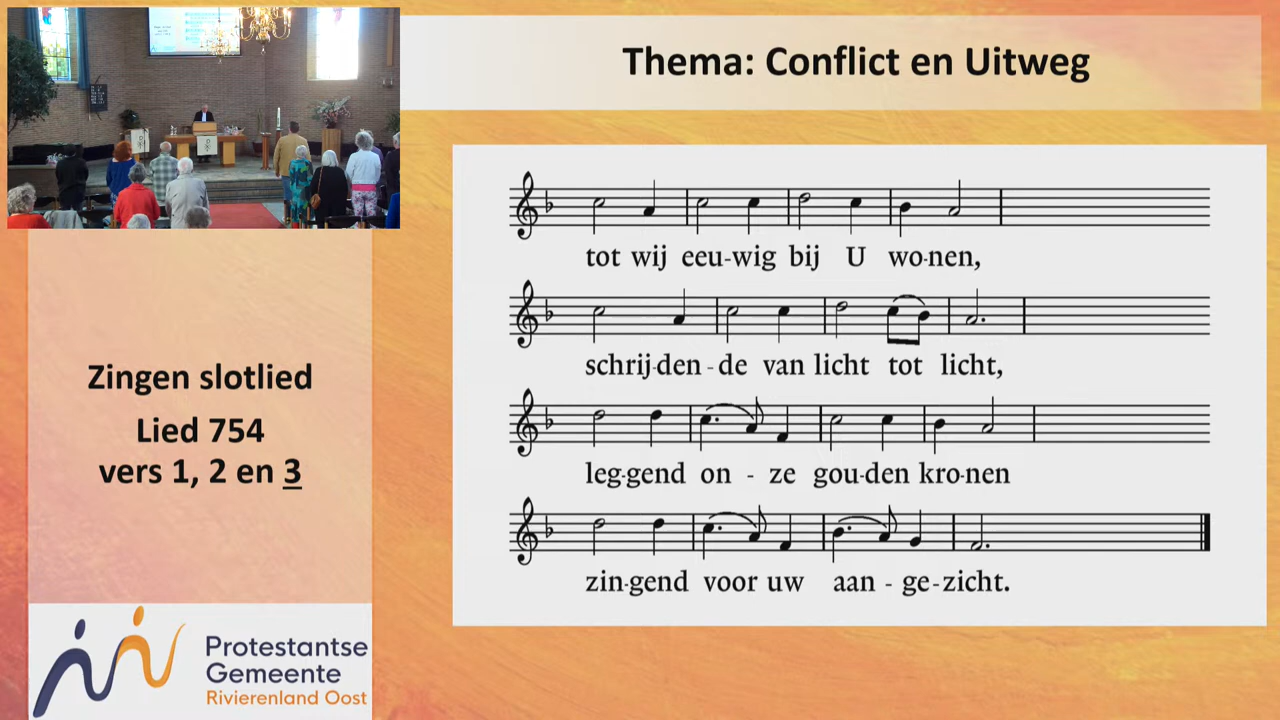 Thema: Conflict en Uitweg
tot wij eeu-wig bij U wo-nen,
schrij-den-de van licht tot licht,
leg-gend on - ze gou-den kro-nen
zin-gend voor uw aan - ge-zicht.
Zingen slotlied
Lied 754
vers 1, 2 en 3
Protestantse
Gemeente
Rivierenland Oost